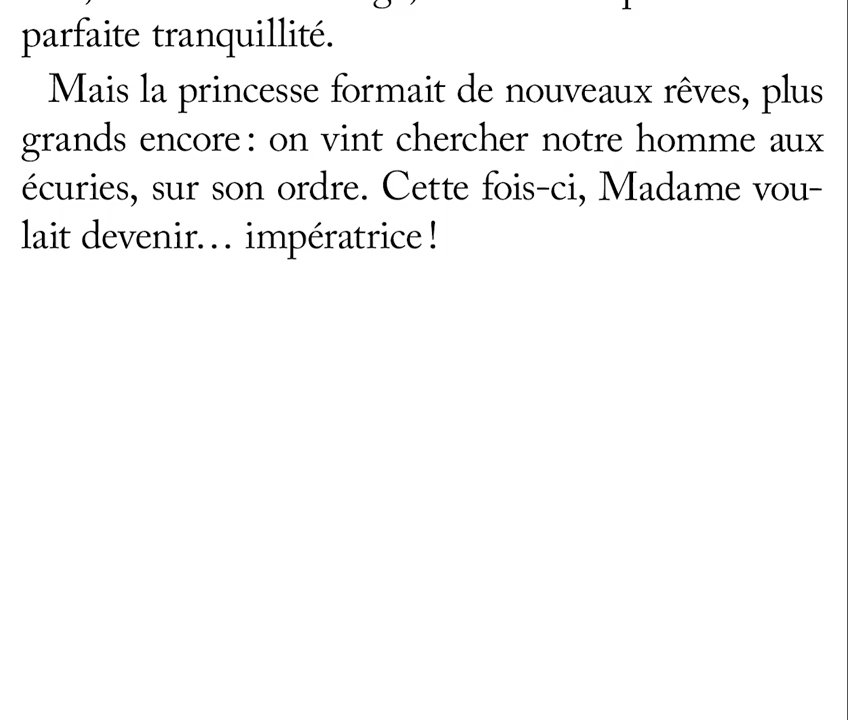 parfaite tranquillité.
Mais la princesse formait de nouveaux rêves, plus
grands encore : on vint chercher notre homme aux
écuries, sur son ordre. Cette fois-ci, Madame vou-
lait devenir… impératrice !